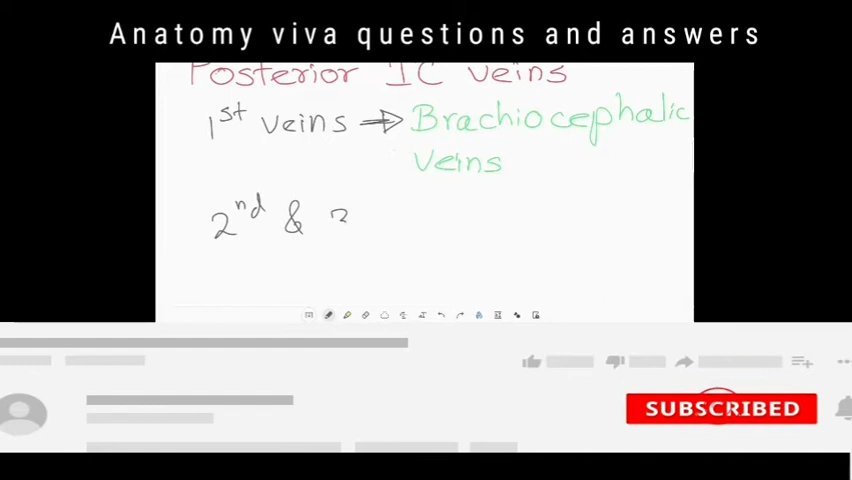 Anatomy viva questions and answers
Posterior IC veins
1st veins ⇒ Brachiocephalic
veins
2nd &
SUBSCRIBED